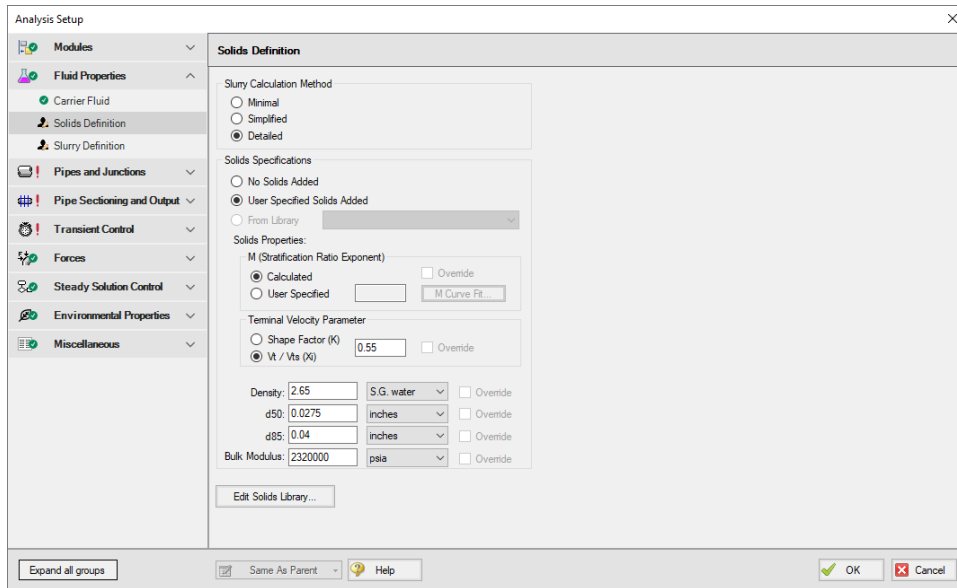 Analysis Setup
Modules
Fluid Properties
Carrier Fluid
Solids Definition
Slurry Definition
Pipes and Junctions
Pipe Sectioning and Output
Transient Control
Forces
Steady Solution Control
Environmental Properties
Miscellaneous
Expand all groups
Solids Definition
Slurry Calculation Method
Minimal
Simplified
Detailed
Solids Specifications
No Solids Added
User Specified Solids Added
From Library
Solids Properties:
M (Stratification Ratio Exponent)
Calculated
Override
User Specified
M Curve Fit...
Terminal Velocity Parameter
Shape Factor (K)
Vt / Vts (Xi)
0.55
Override
Density: 2.65 S.G. water Override
d50: 0.0275 inches Override
d85: 0.04 inches Override
Bulk Modulus: 2320000 psia Override
Edit Solids Library...
Same As Parent
Help
OK
Cancel